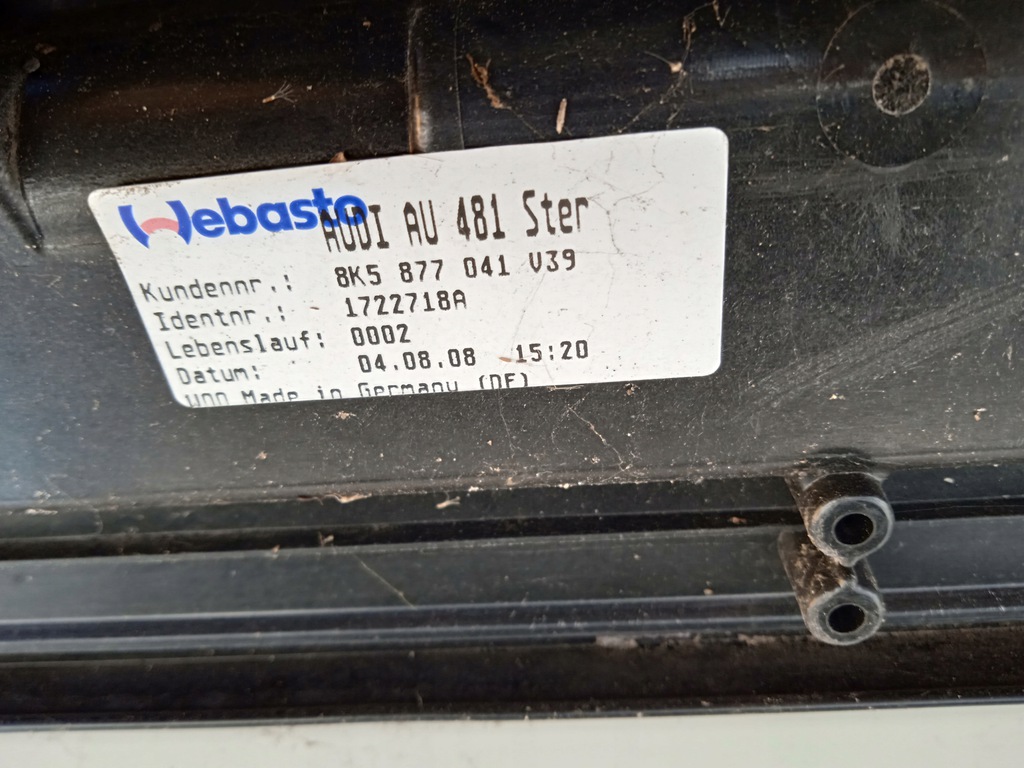 Webasto AUDI AU 481 Ster
Kundennr.: 8K5 877 041 V39
Identnr.: 1722718A
Lebenslauf: 0002
Datum: 04.08.08 15:20
Made in Germany (DE)